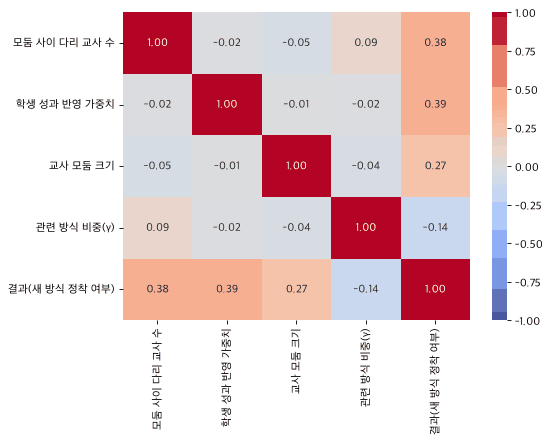 모둠 사이 다리 교사 수 1.00 -0.02 -0.05 0.09 0.38
학생 성과 반영 가중치 -0.02 1.00 -0.01 -0.02 0.39
교사 모둠 크기 -0.05 -0.01 1.00 -0.04 0.27
관련 방식 비중(γ) 0.09 -0.02 -0.04 1.00 -0.14
결과(새 방식 정착 여부) 0.38 0.39 0.27 -0.14 1.00
모둠 사이 다리 교사 수
학생 성과 반영 가중치
교사 모둠 크기
관련 방식 비중(γ)
결과(새 방식 정착 여부)
1.00
0.75
0.50
0.25
0.00
-0.25
-0.50
-0.75
-1.00